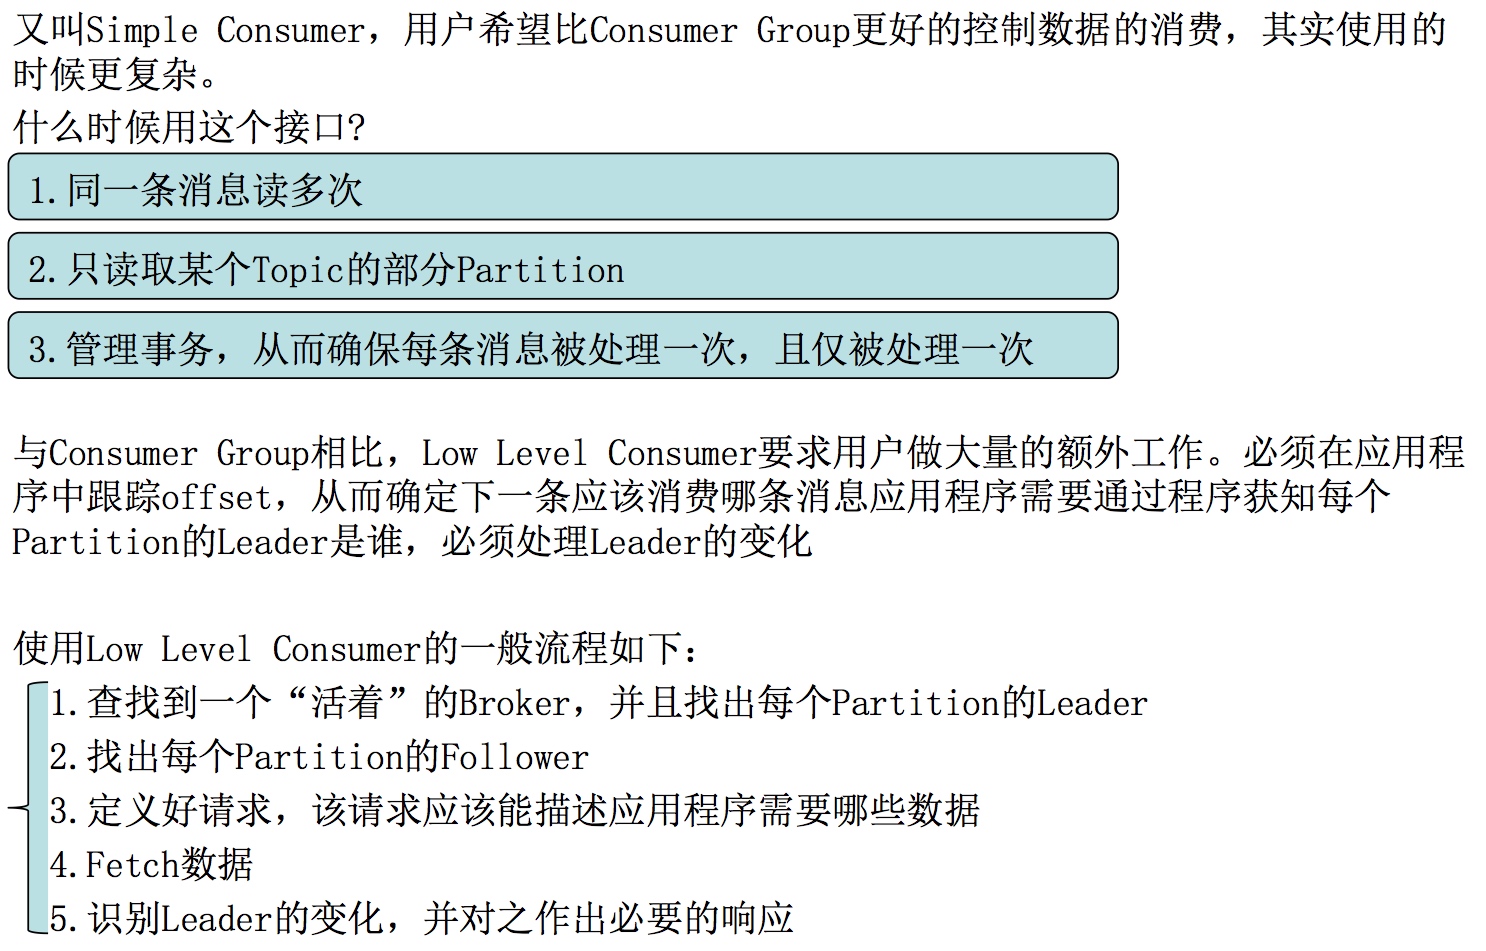 又叫Simple Consumer，用户希望比Consumer Group更好的控制数据的消费，其实使用的
时候更复杂。
什么时候用这个接口?
1.同一条消息读多次
2.只读取某个Topic的部分Partition
3.管理事务，从而确保每条消息被处理一次，且仅被处理一次
与Consumer Group相比，Low Level Consumer要求用户做大量的额外工作。必须在应用程
序中跟踪offset，从而确定下一条应该消费哪条消息应用程序需要通过程序获知每个
Partition的Leader是谁，必须处理Leader的变化
使用Low Level Consumer的一般流程如下：
1.查找到一个“活着”的Broker，并且找出每个Partition的Leader
2.找出每个Partition的Follower
3.定义好请求，该请求应该能描述应用程序需要哪些数据
4.Fetch数据
5.识别Leader的变化，并对之作出必要的响应